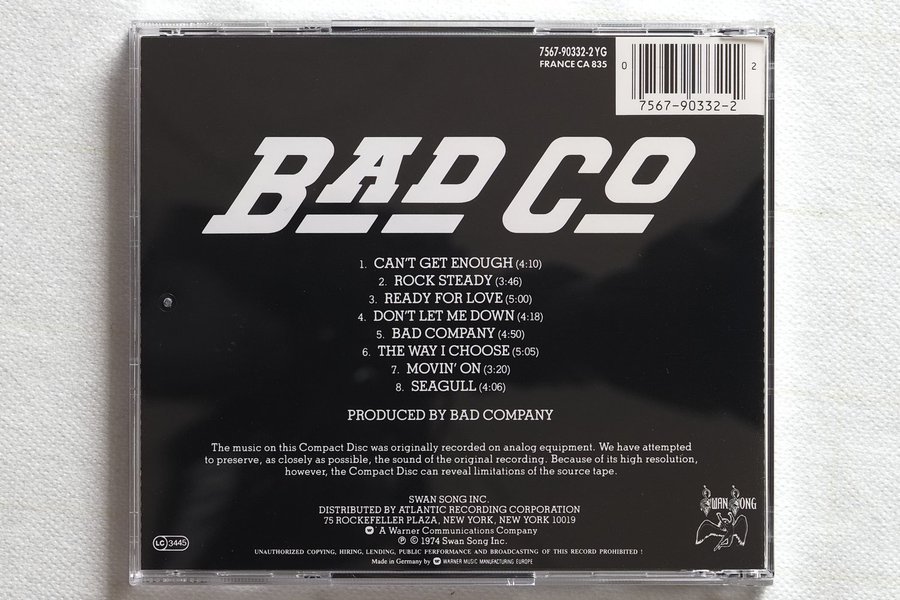 7567-90332-2 YG
FRANCE CA 835
0 2
7567-90332-2
BAD CO
1. CAN'T GET ENOUGH (4:10)
2. ROCK STEADY (3:46)
3. READY FOR LOVE (5:00)
4. DON'T LET ME DOWN (4:18)
5. BAD COMPANY (4:50)
6. THE WAY I CHOOSE (5:05)
7. MOVIN' ON (3:20)
8. SEAGULL (4:06)
PRODUCED BY BAD COMPANY
The music on this Compact Disc was originally recorded on analog equipment. We have attempted
to preserve, as closely as possible, the sound of the original recording. Because of its high resolution,
however, the Compact Disc can reveal limitations of the source tape.
SWAN SONG INC.
DISTRIBUTED BY ATLANTIC RECORDING CORPORATION
75 ROCKEFELLER PLAZA, NEW YORK, NEW YORK 10019
A Warner Communications Company
℗ © 1974 Swan Song Inc.
UNAUTHORIZED COPYING, HIRING, LENDING, PUBLIC PERFORMANCE AND BROADCASTING OF THIS RECORD PROHIBITED !
Made in Germany by WARNER MUSIC MANUFACTURING EUROPE
LC 3445
SWAN SONG